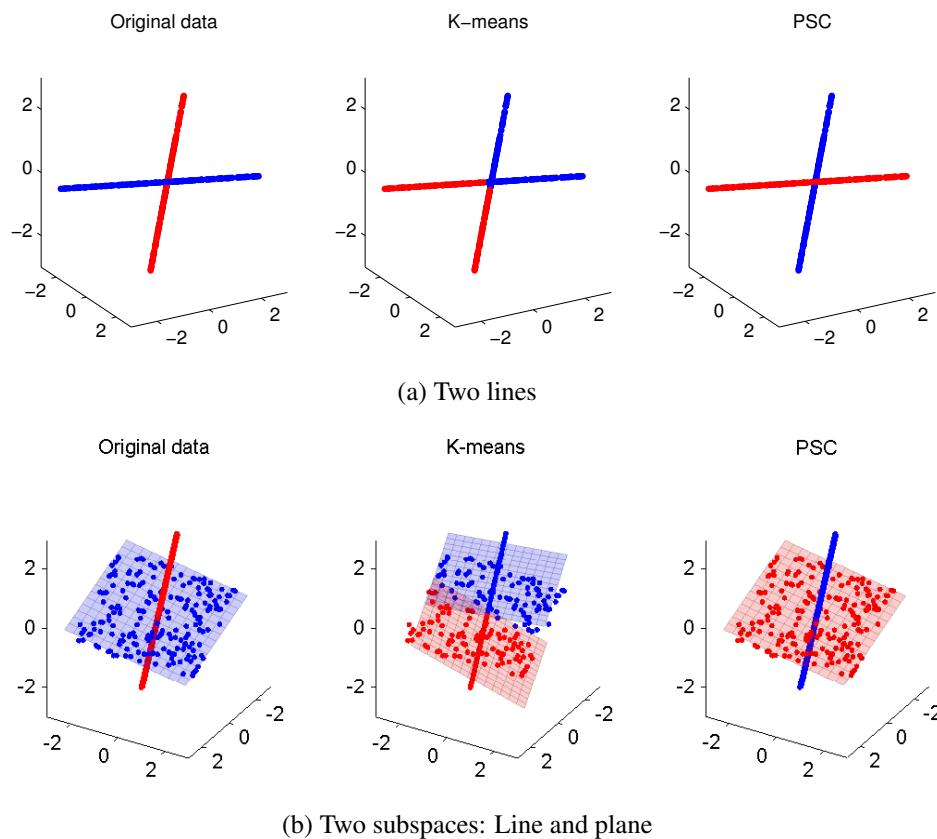 Original data K−means PSC
2 2 2
0 0 0
−2 −2 −2
−2 0 2 −2 0 2 −2 0 2 −2 0 2 −2 0 2 −2 0 2
(a) Two lines
Original data K-means PSC
2 2 2
0 0 0
-2 -2 -2
-2 0 2 2 0 -2 -2 0 2 2 0 -2 -2 0 2 2 0 -2
(b) Two subspaces: Line and plane